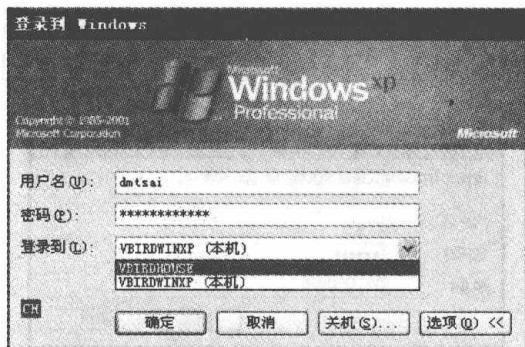 登录到 Windows
Microsoft
Windows xp
Professional
Copyright © 1985-2001
Microsoft Corporation
Microsoft
用户名(U): dmtsai
密码(P): ************
登录到(L): VBIRDWINXP (本机)
VBIRDHOUSE
VBIRDWINXP (本机)
CH
确定 取消 关机(S)... 选项(O) <<